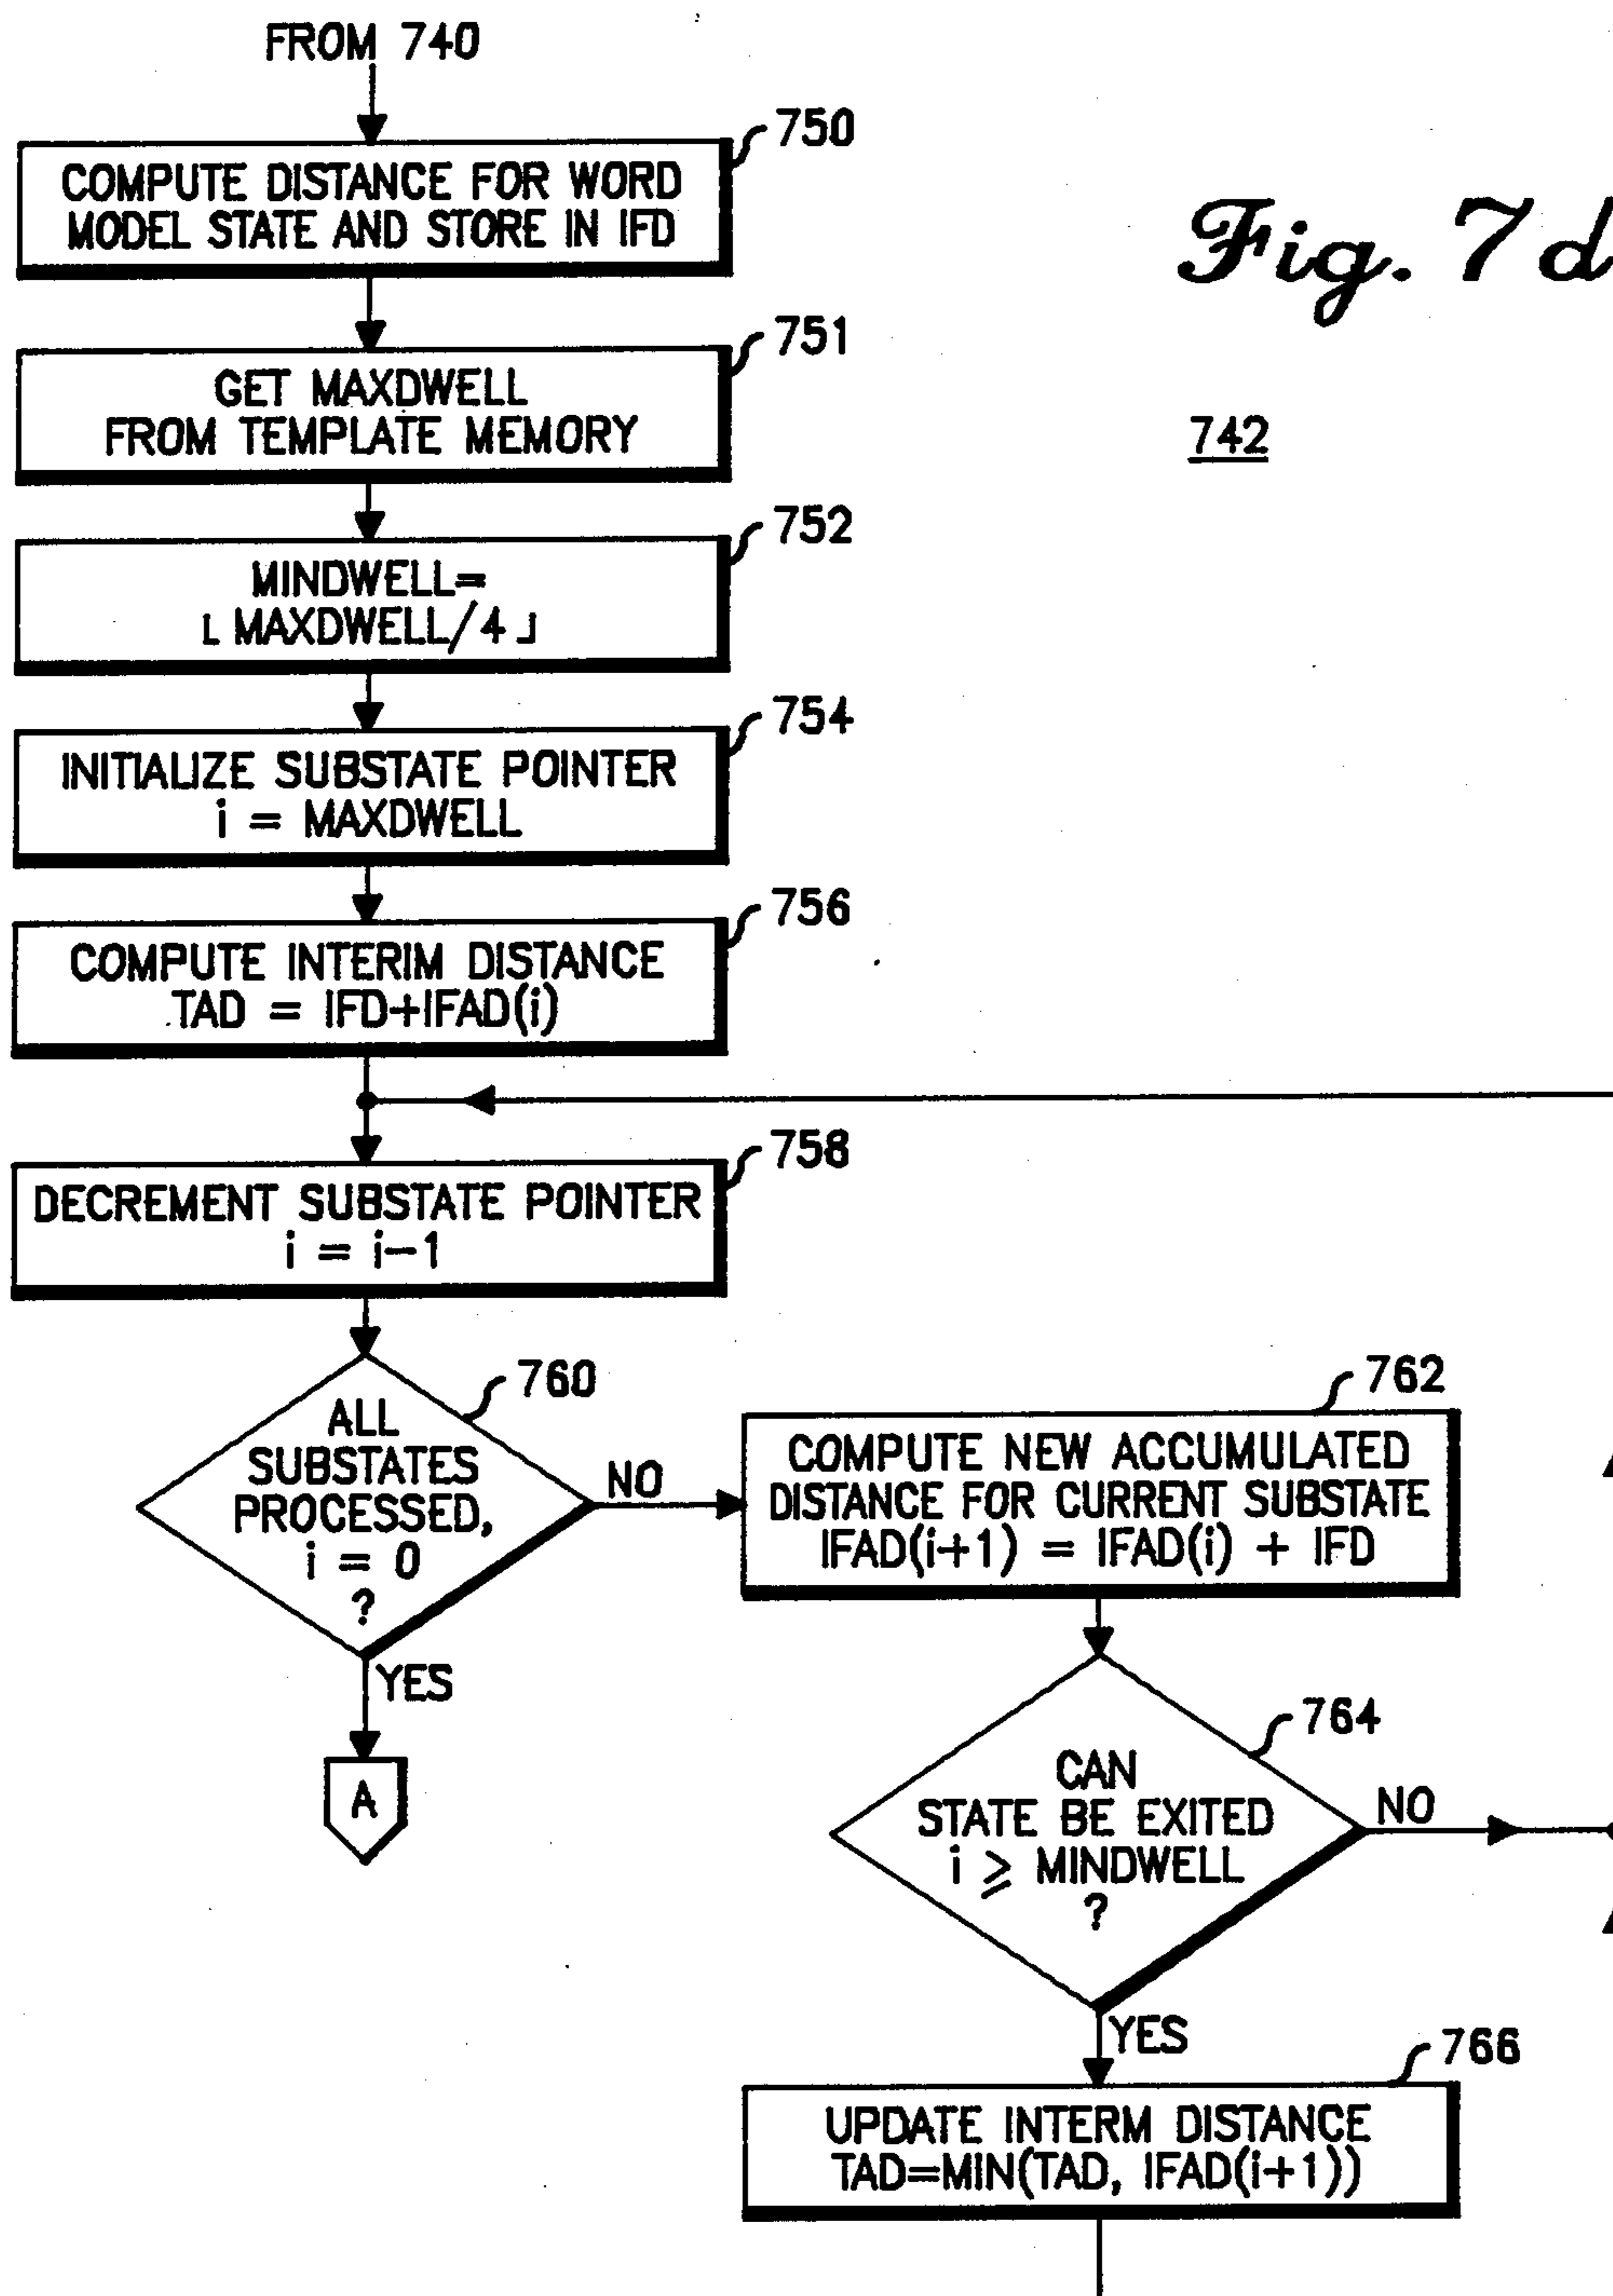 FROM 740
750
COMPUTE DISTANCE FOR WORD
MODEL STATE AND STORE IN IFD
Fig. 7d
751
GET MAXDWELL
FROM TEMPLATE MEMORY
742
752
MINDWELL=
⌊ MAXDWELL/4 ⌋
754
INITIALIZE SUBSTATE POINTER
i = MAXDWELL
756
COMPUTE INTERIM DISTANCE
TAD = IFD+IFAD(i)
758
DECREMENT SUBSTATE POINTER
i = i-1
760
ALL
SUBSTATES
PROCESSED,
i = 0
?
NO
YES
A
762
COMPUTE NEW ACCUMULATED
DISTANCE FOR CURRENT SUBSTATE
IFAD(i+1) = IFAD(i) + IFD
764
CAN
STATE BE EXITED
i ⩾ MINDWELL
?
NO
YES
766
UPDATE INTERM DISTANCE
TAD=MIN(TAD, IFAD(i+1))